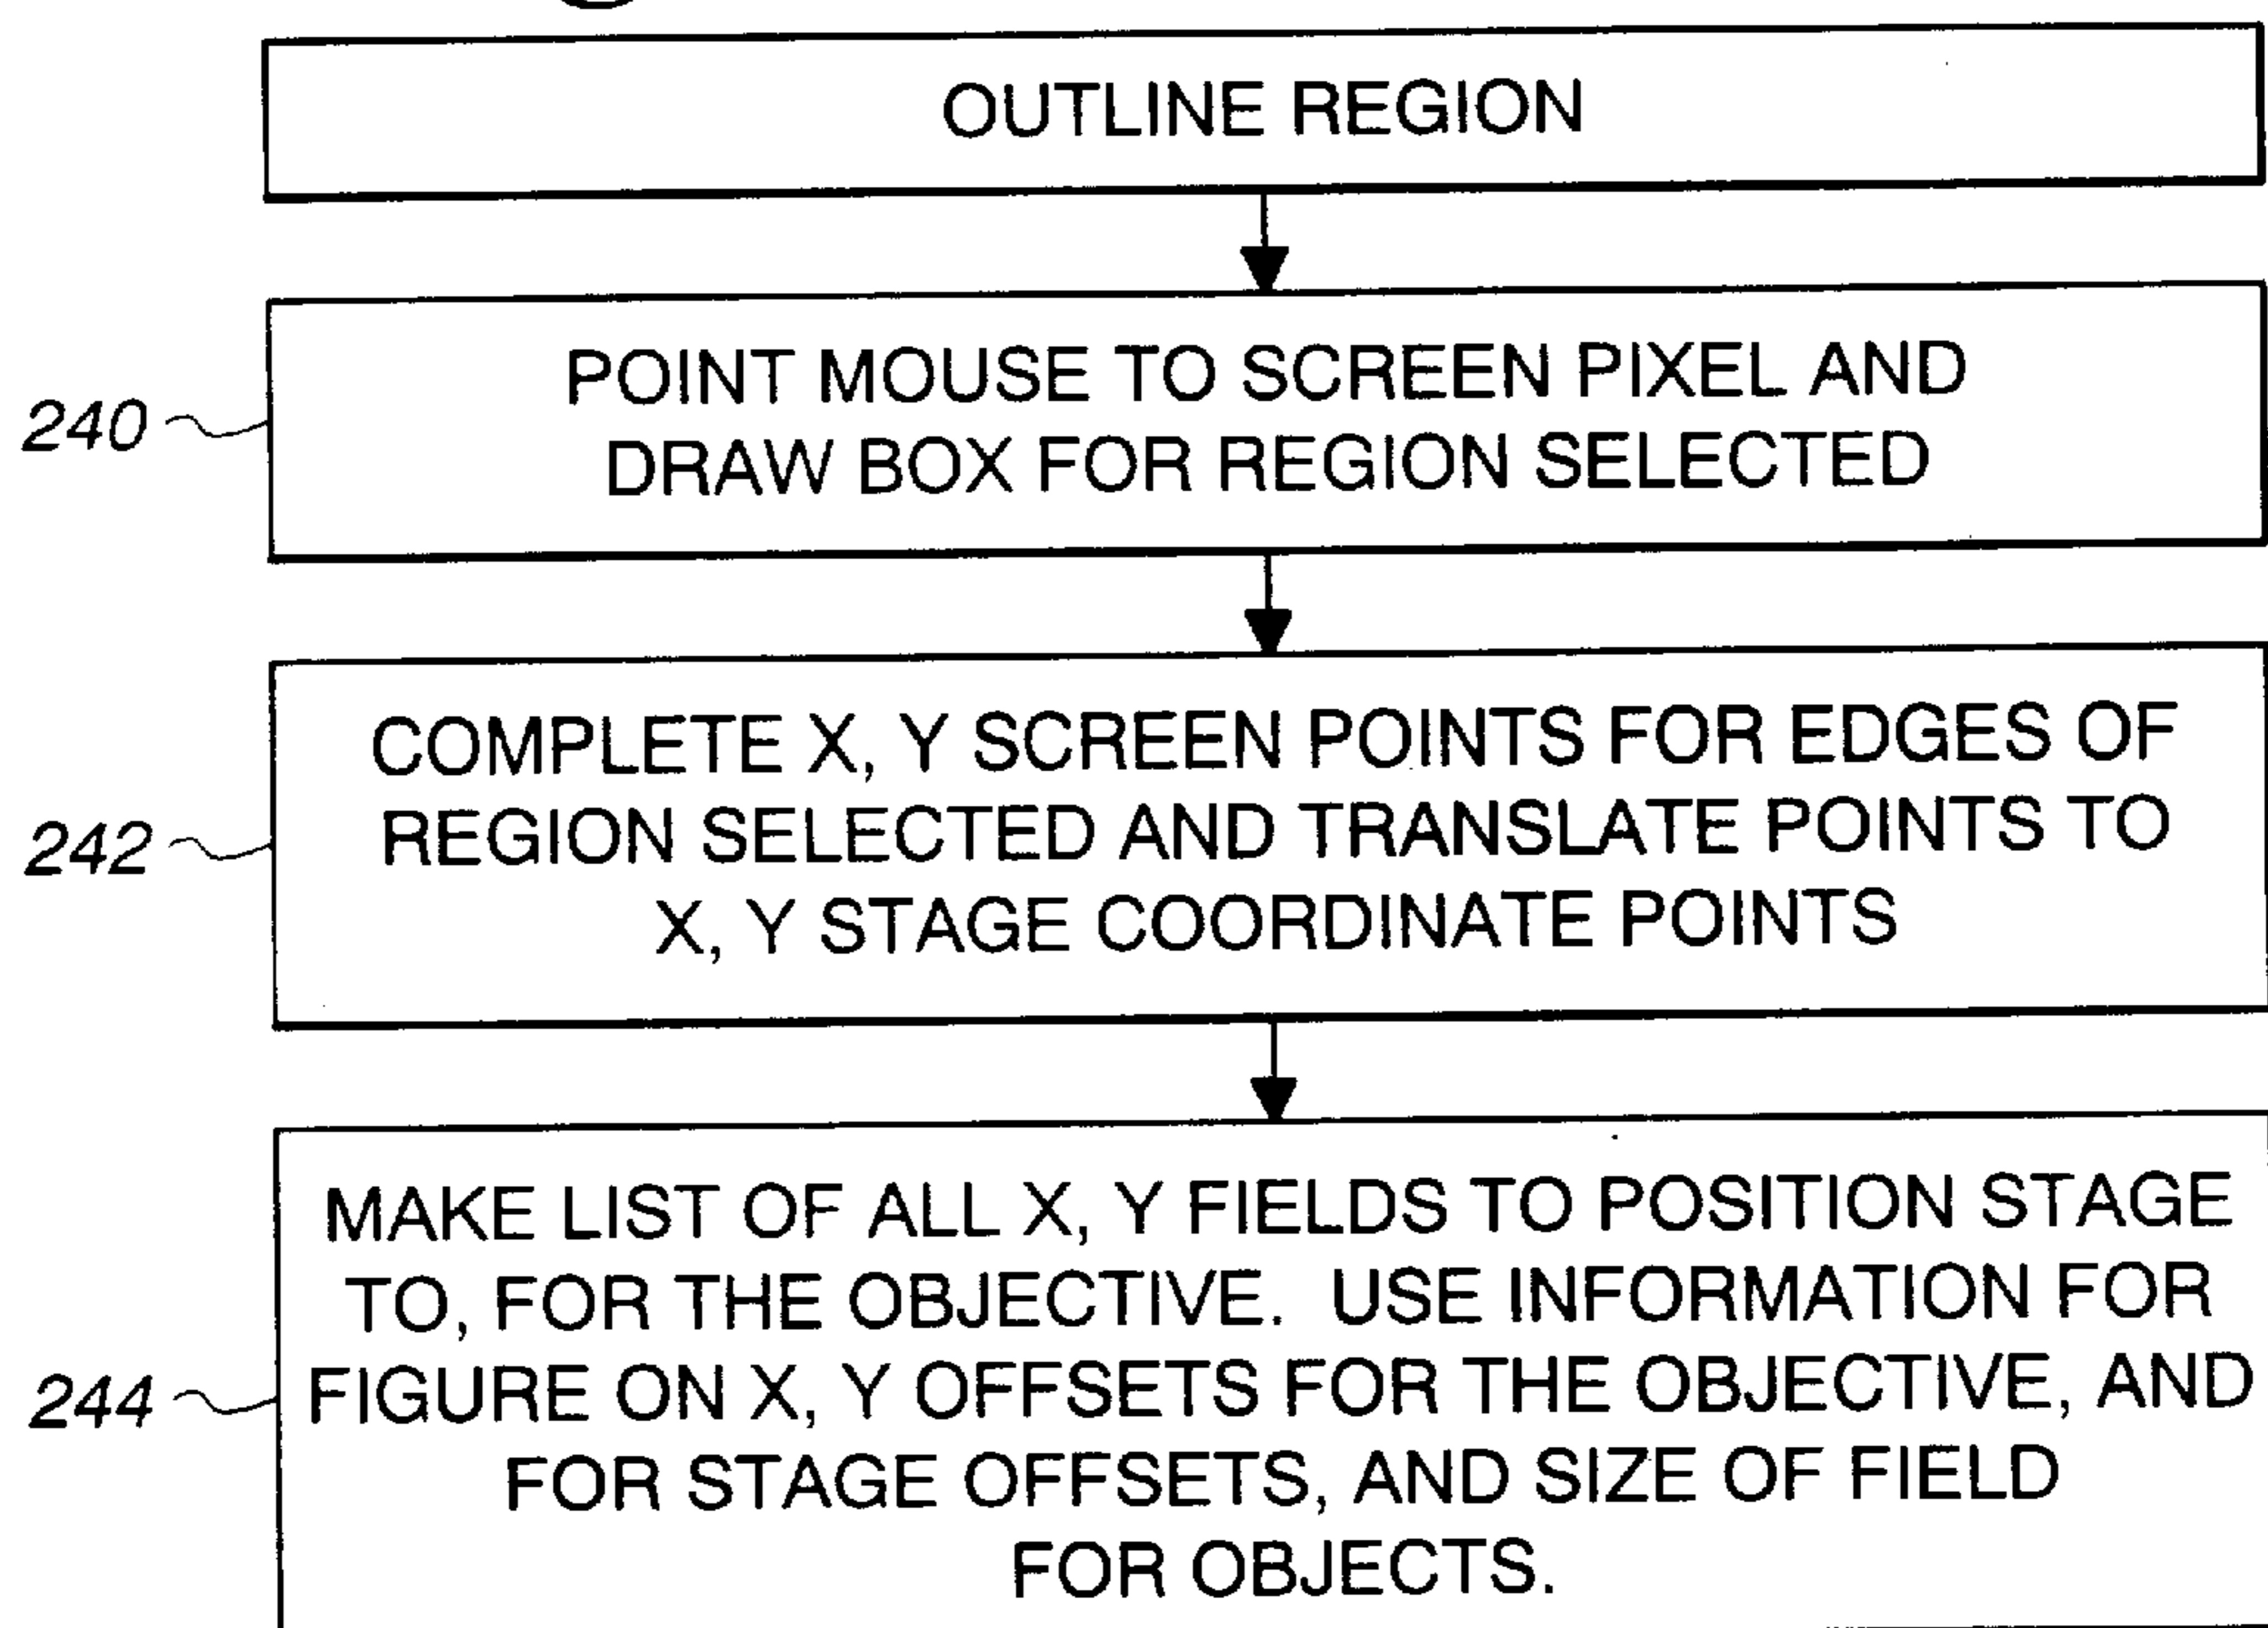 OUTLINE REGION
240
POINT MOUSE TO SCREEN PIXEL AND
DRAW BOX FOR REGION SELECTED
242
COMPLETE X, Y SCREEN POINTS FOR EDGES OF
REGION SELECTED AND TRANSLATE POINTS TO
X, Y STAGE COORDINATE POINTS
244
MAKE LIST OF ALL X, Y FIELDS TO POSITION STAGE
TO, FOR THE OBJECTIVE. USE INFORMATION FOR
FIGURE ON X, Y OFFSETS FOR THE OBJECTIVE, AND
FOR STAGE OFFSETS, AND SIZE OF FIELD
FOR OBJECTS.